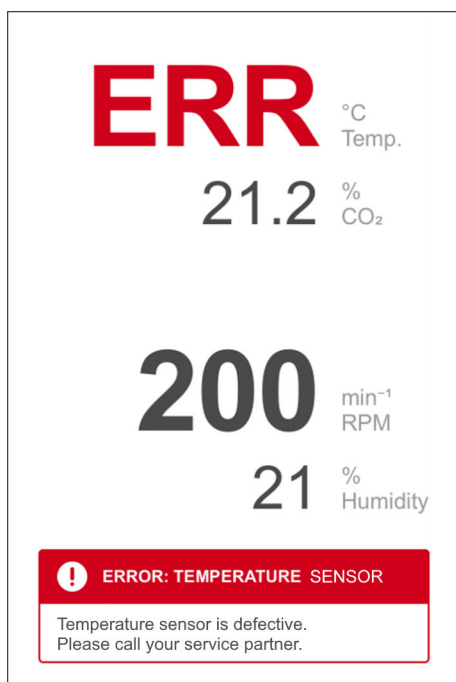 ERR °C
Temp.
21.2 %
CO₂
200 min⁻¹
RPM
21 %
Humidity
! ERROR: TEMPERATURE SENSOR
Temperature sensor is defective.
Please call your service partner.